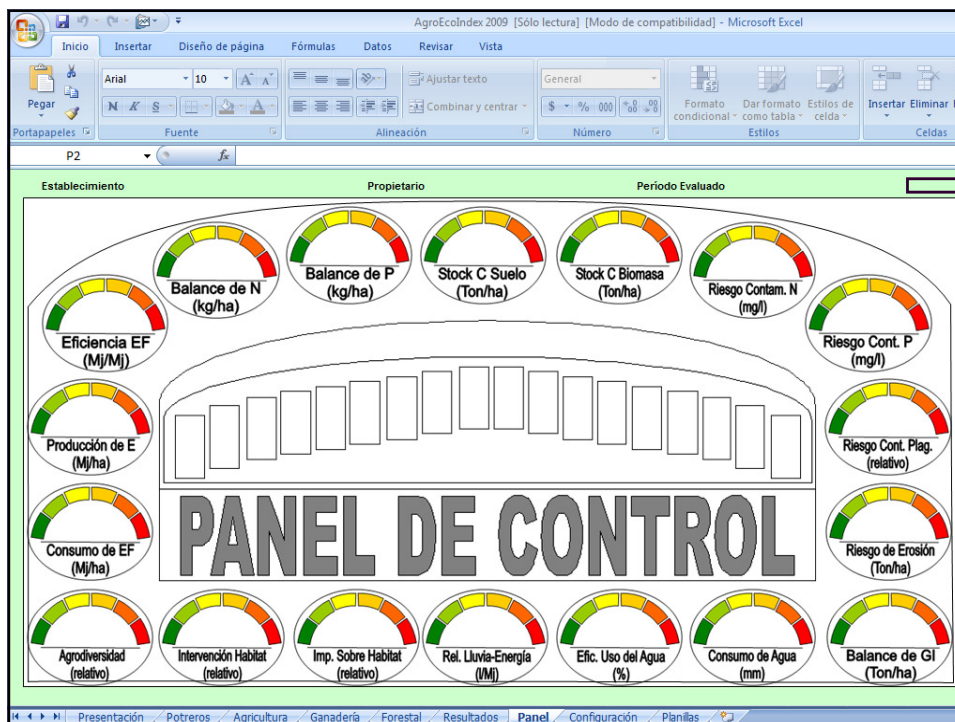 AgroEcoIndex 2009 [Sólo lectura] [Modo de compatibilidad] - Microsoft Excel
Inicio Insertar Diseño de página Fórmulas Datos Revisar Vista
Arial 10 A A Ajustar texto General
Pegar N K S A Combinar y centrar $ % 000 Formato condicional Dar formato como tabla Estilos de celda Insertar Eliminar
Portapapeles Fuente Alineación Número Estilos Celdas
P2 fx
Establecimiento Propietario Período Evaluado
Balance de N
(kg/ha)
Balance de P
(kg/ha)
Stock C Suelo
(Ton/ha)
Stock C Biomasa
(Ton/ha)
Riesgo Contam. N
(mg/l)
Eficiencia EF
(Mj/Mj)
Riesgo Cont. P
(mg/l)
Producción de E
(Mj/ha)
Riesgo Cont. Plag.
(relativo)
Consumo de EF
(Mj/ha)
PANEL DE CONTROL
Riesgo de Erosión
(Ton/ha)
Agrodiversidad
(relativo)
Intervención Habitat
(relativo)
Imp. Sobre Habitat
(relativo)
Rel. Lluvia-Energía
(l/Mj)
Efic. Uso del Agua
(%)
Consumo de Agua
(mm)
Balance de GI
(Ton/ha)
Presentación Potreros Agricultura Ganadería Forestal Resultados Panel Configuración Planillas